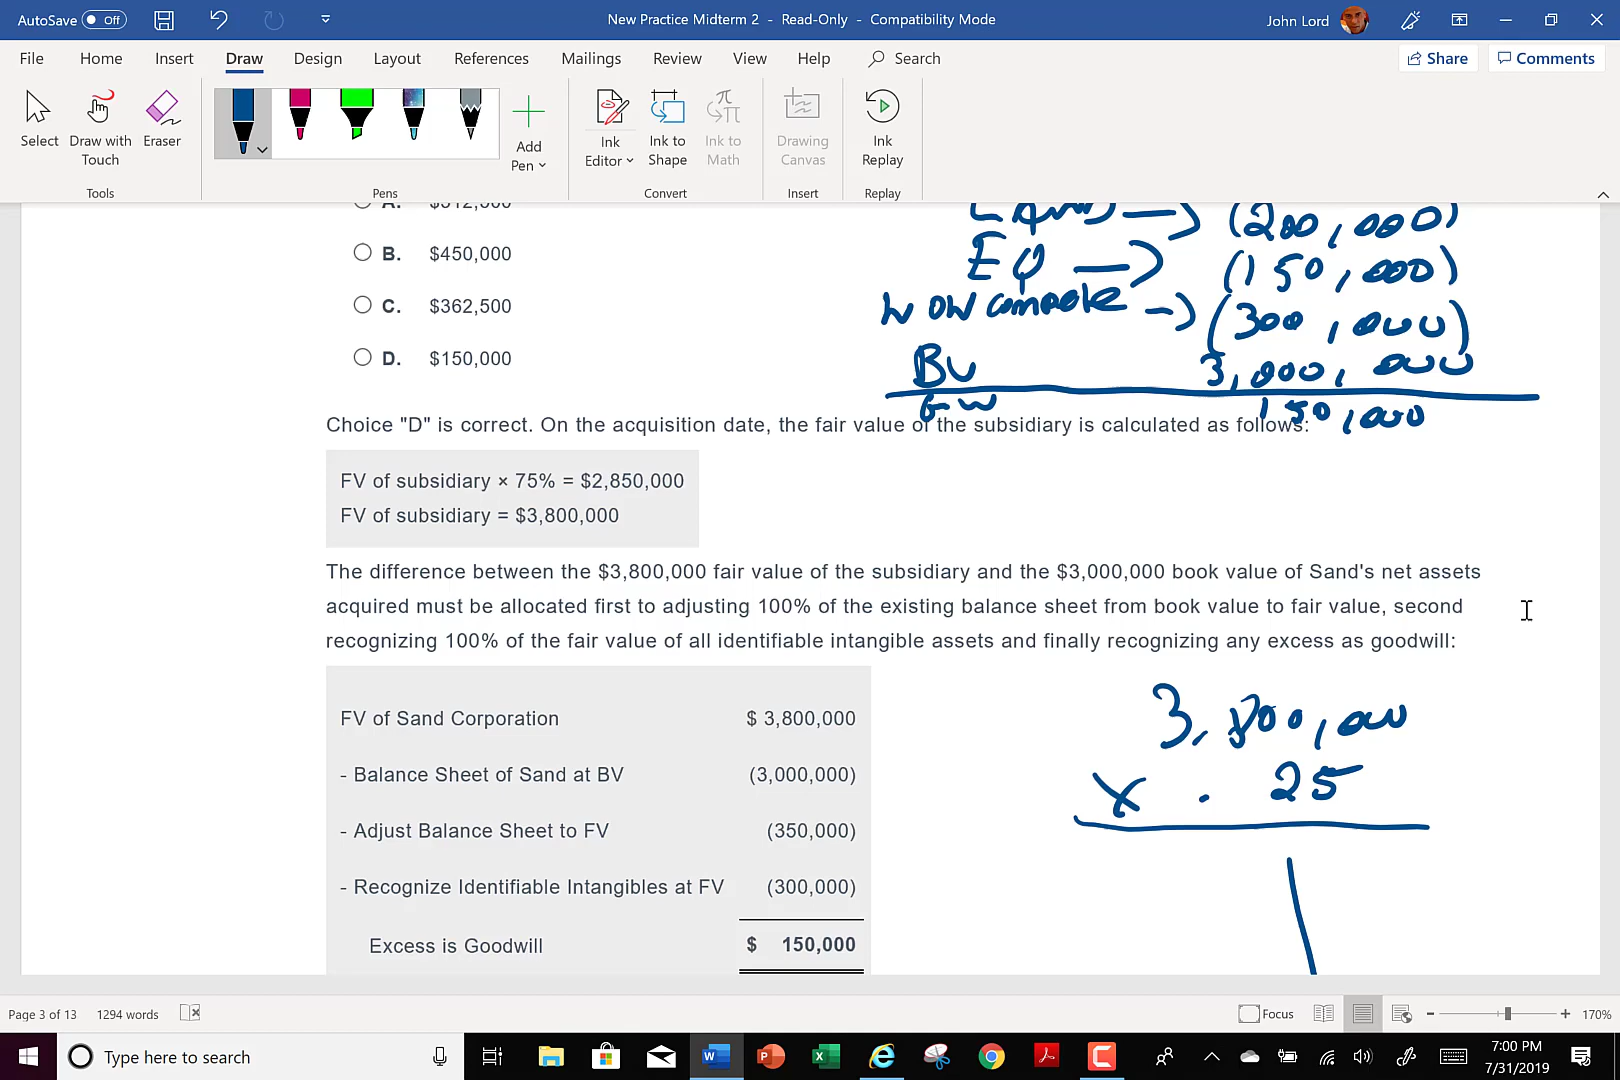 AutoSave Off
New Practice Midterm 2 - Read-Only - Compatibility Mode
John Lord
File Home Insert Draw Design Layout References Mailings Review View Help Search Share Comments
Select
Draw with Touch
Eraser
Add Pen
Ink Editor
Ink to Shape
Ink to Math
Drawing Canvas
Ink Replay
Tools Pens Convert Insert Replay
A. $512,500
(200,000)
B. $450,000
EQ → (150,000)
C. $362,500
→ (300,000)
D. $150,000
BV 3,000,000
GW 150,000
Choice "D" is correct. On the acquisition date, the fair value of the subsidiary is calculated as follows:
FV of subsidiary × 75% = $2,850,000
FV of subsidiary = $3,800,000
The difference between the $3,800,000 fair value of the subsidiary and the $3,000,000 book value of Sand's net assets
acquired must be allocated first to adjusting 100% of the existing balance sheet from book value to fair value, second
recognizing 100% of the fair value of all identifiable intangible assets and finally recognizing any excess as goodwill:
FV of Sand Corporation $ 3,800,000
- Balance Sheet of Sand at BV (3,000,000)
- Adjust Balance Sheet to FV (350,000)
- Recognize Identifiable Intangibles at FV (300,000)
Excess is Goodwill $ 150,000
3,800,000
x .25
Page 3 of 13 1294 words
Focus
170%
Type here to search
7:00 PM
7/31/2019